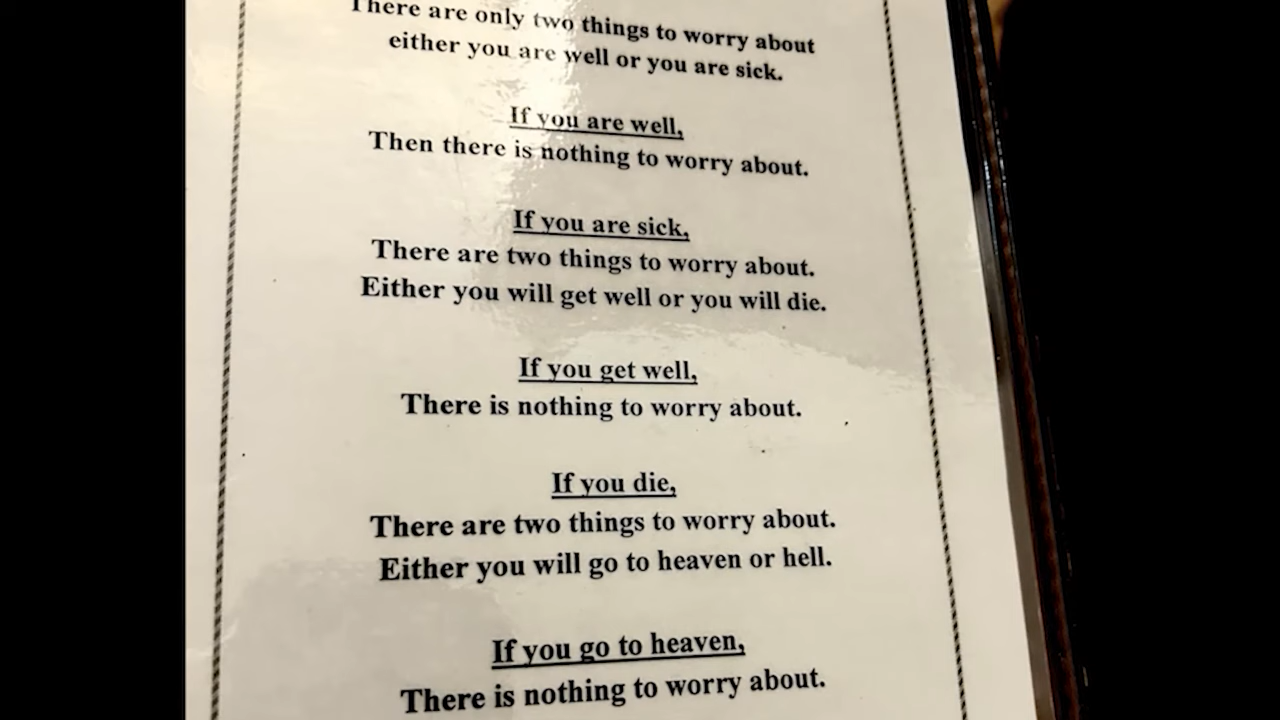 There are only two things to worry about
either you are well or you are sick.
If you are well,
Then there is nothing to worry about.
If you are sick,
There are two things to worry about.
Either you will get well or you will die.
If you get well,
There is nothing to worry about.
If you die,
There are two things to worry about.
Either you will go to heaven or hell.
If you go to heaven,
There is nothing to worry about.